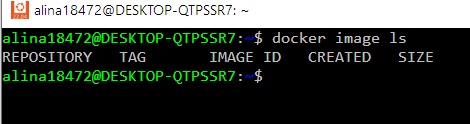 alina18472@DESKTOP-QTPSSR7: ~
alina18472@DESKTOP-QTPSSR7:~$ docker image ls
REPOSITORY   TAG       IMAGE ID   CREATED   SIZE
alina18472@DESKTOP-QTPSSR7:~$